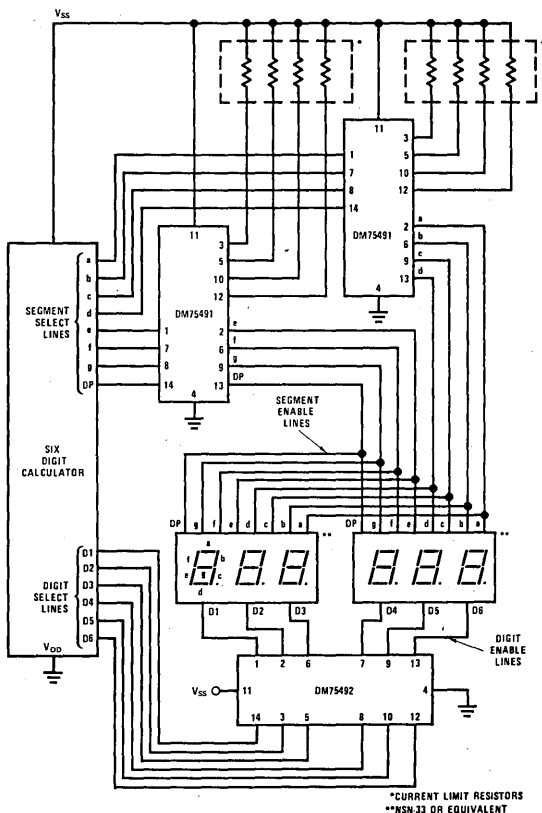 VSS
*
*
11
3
5
10
12
1
7
8
14
DM75491
2 a
6 b
9 c
13 d
4
11
3
5
10
12
DM75491
1
7
8
14
2 e
6 f
9 g
13 DP
4
SEGMENT
SELECT
LINES
a
b
c
d
e
f
g
DP
SIX
DIGIT
CALCULATOR
SEGMENT
ENABLE
LINES
DP g f e d c b a
**
DP g f e d c b a
**
a
f b
g
e c
d
D1 D2 D3
D4 D5 D6
DIGIT
SELECT
LINES
D1
D2
D3
D4
D5
D6
VDD
DIGIT
ENABLE
LINES
1 2 6 7 9 13
VSS
11 DM75492 4
14 3 5 8 10 12
*CURRENT LIMIT RESISTORS
**NSN-33 OR EQUIVALENT